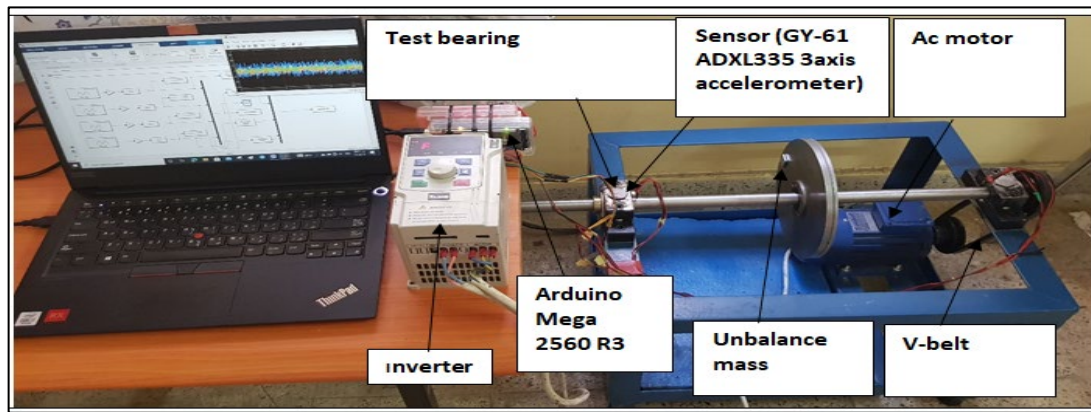 Test bearing
Sensor (GY-61
ADXL335 3axis
accelerometer)
Ac motor
Arduino
Mega
2560 R3
Unbalance
mass
V-belt
inverter
ThinkPad